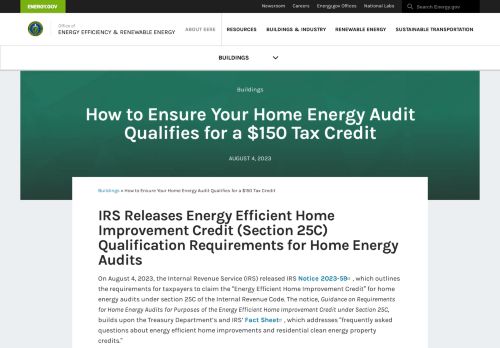 ENERGY.GOV
Newsroom Careers Energy.gov Offices National Labs Search Energy.gov
Office of
ENERGY EFFICIENCY & RENEWABLE ENERGY
ABOUT EERE RESOURCES BUILDINGS & INDUSTRY RENEWABLE ENERGY SUSTAINABLE TRANSPORTATION
BUILDINGS
Buildings
How to Ensure Your Home Energy Audit
Qualifies for a $150 Tax Credit
AUGUST 4, 2023
Buildings » How to Ensure Your Home Energy Audit Qualifies for a $150 Tax Credit
IRS Releases Energy Efficient Home
Improvement Credit (Section 25C)
Qualification Requirements for Home Energy
Audits
On August 4, 2023, the Internal Revenue Service (IRS) released IRS Notice 2023-59 , which outlines
the requirements for taxpayers to claim the "Energy Efficient Home Improvement Credit" for home
energy audits under section 25C of the Internal Revenue Code. The notice, Guidance on Requirements
for Home Energy Audits for Purposes of the Energy Efficient Home Improvement Credit under Section 25C,
builds upon the Treasury Department's and IRS' Fact Sheet , which addresses "frequently asked
questions about energy efficient home improvements and residential clean energy property
credits."